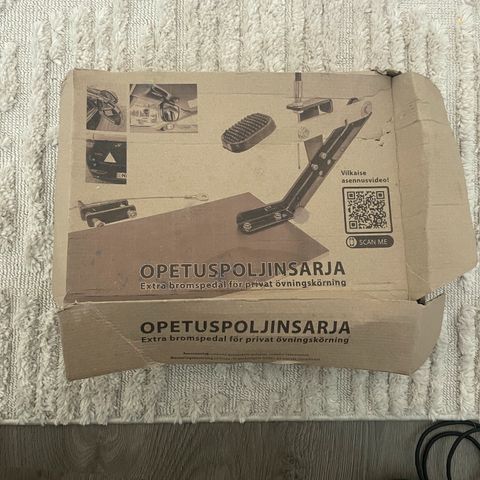 Vilkaise
asennusvideo!
SCAN ME
OPETUSPOLJINSARJA
Extra bromspedal för privat övningskörning
OPETUSPOLJINSARJA
Extra bromspedal för privat övningskörning